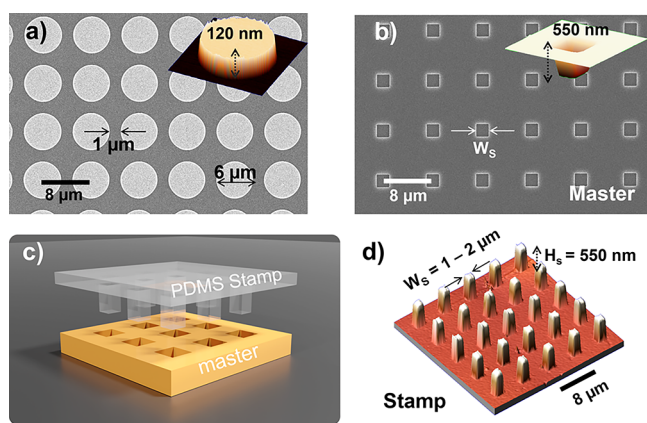 a)
120 nm
1 µm
6 µm
8 µm
b)
550 nm
Ws
8 µm
Master
c)
PDMS Stamp
master
d)
Ws = 1 – 2 µm
Hs = 550 nm
8 µm
Stamp